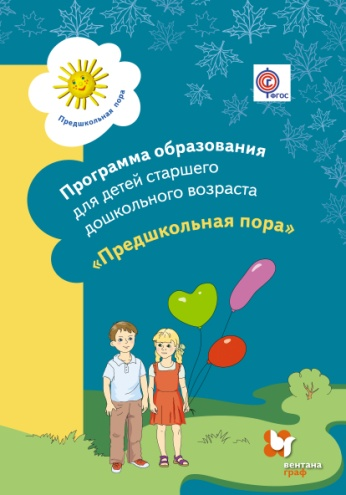 Предшкольная пора
ФГОС
Программа образования
для детей старшего
дошкольного возраста
«Предшкольная пора»
вентана
граф